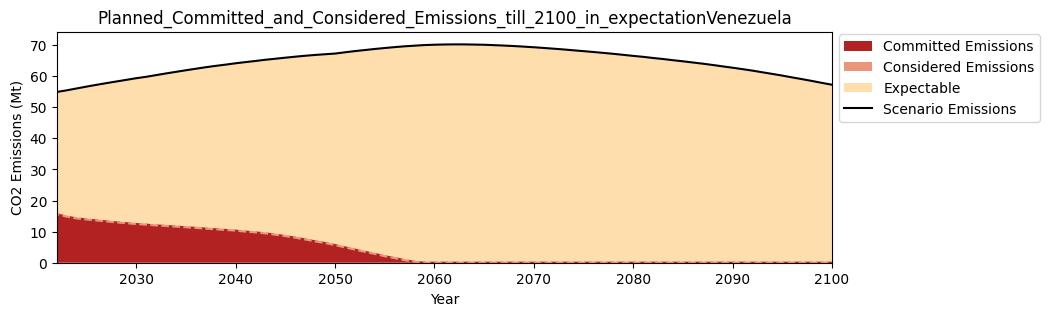 Planned_Committed_and_Considered_Emissions_till_2100_in_expectationVenezuela
CO2 Emissions (Mt)
70
60
50
40
30
20
10
0
2030 2040 2050 2060 2070 2080 2090 2100
Year
Committed Emissions
Considered Emissions
Expectable
Scenario Emissions